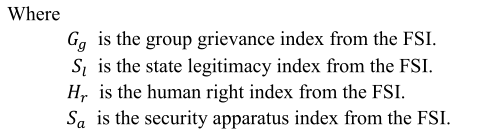 Where
G_g is the group grievance index from the FSI.
S_l is the state legitimacy index from the FSI.
H_r is the human right index from the FSI.
S_a is the security apparatus index from the FSI.